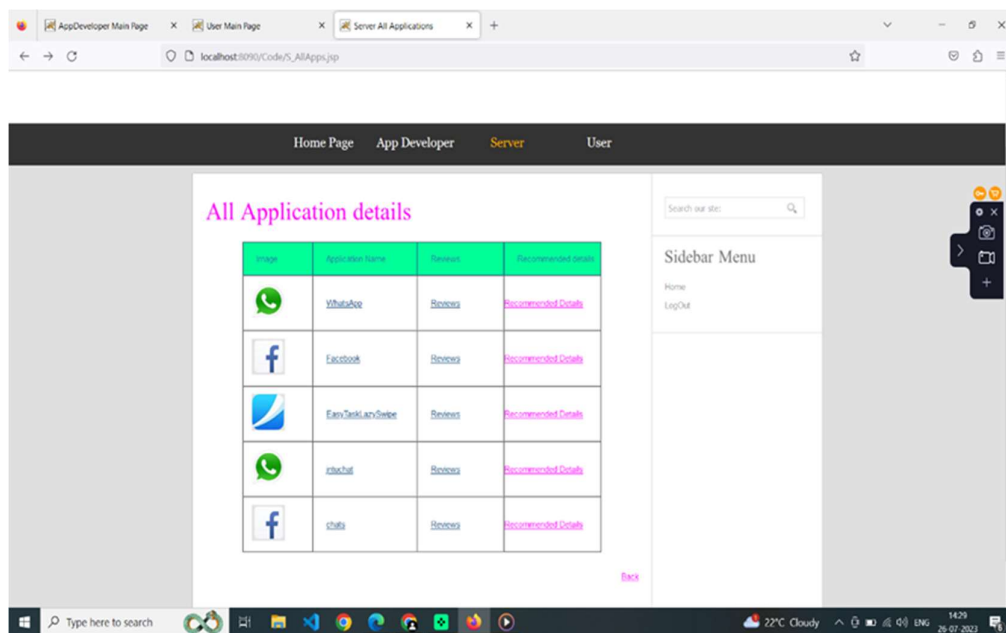 AppDeveloper Main Page
User Main Page
Server All Applications
localhost:8090/Code/S_AllApps.jsp
Home Page App Developer Server User
All Application details
Search our site:
Image Application Name Reviews Recommended details
WhatsApp Reviews Recommended Details
Facebook Reviews Recommended Details
EasyTaskLazySwipe Reviews Recommended Details
Reviews Recommended Details
chats Reviews Recommended Details
Back
Sidebar Menu
Home
LogOut
Type here to search
22°C Cloudy
ENG
14:29
26-07-2023